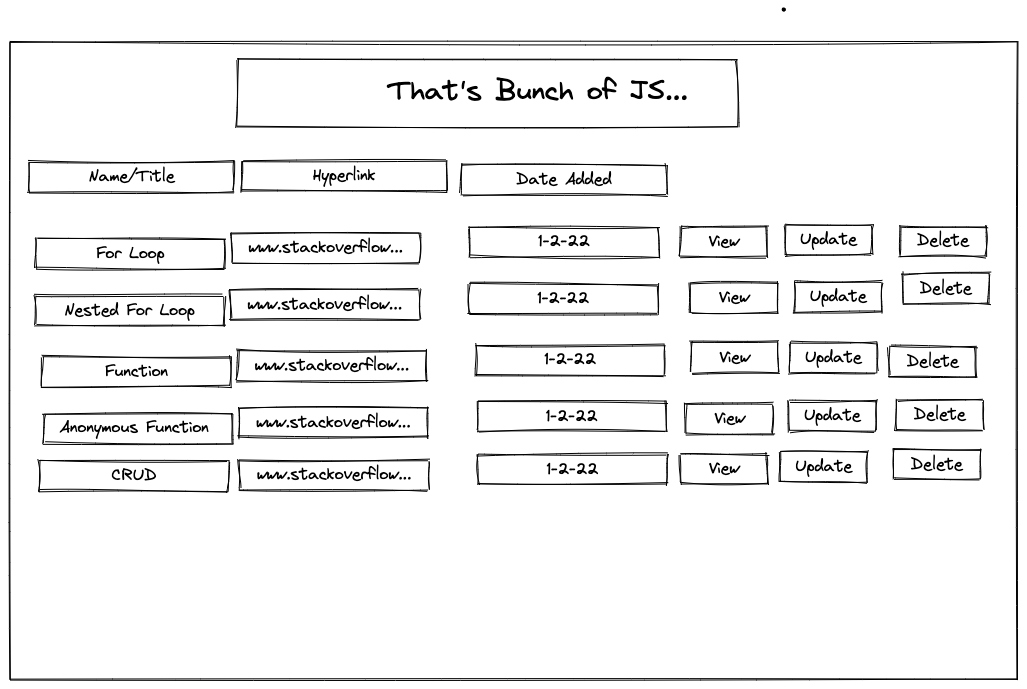 That's Bunch of JS...
Name/Title Hyperlink Date Added
For Loop www.stackoverflow... 1-2-22 View Update Delete
Nested For Loop www.stackoverflow... 1-2-22 View Update Delete
Function www.stackoverflow... 1-2-22 View Update Delete
Anonymous Function www.stackoverflow... 1-2-22 View Update Delete
CRUD www.stackoverflow... 1-2-22 View Update Delete